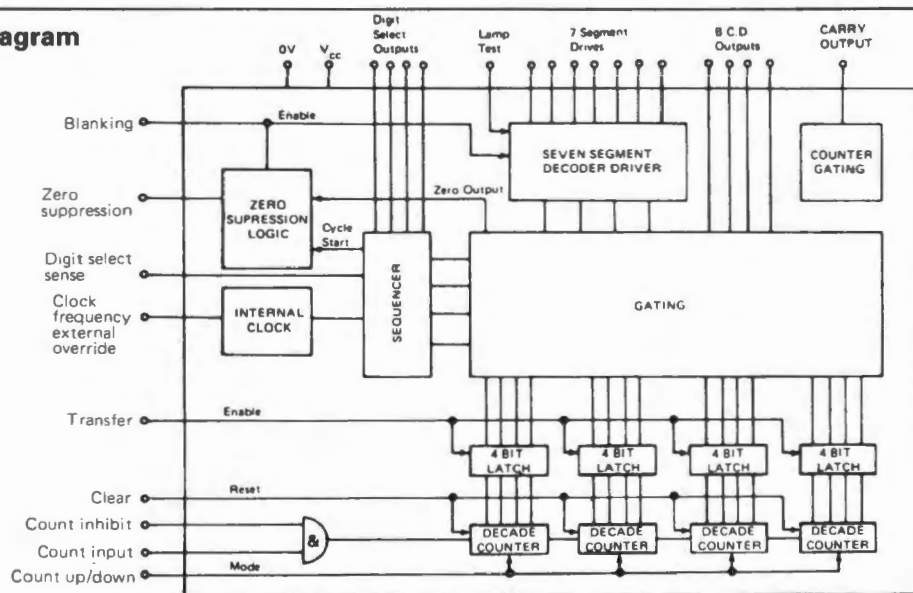 agram
0V
Vcc
Digit
Select
Outputs
Lamp
Test
7 Segment
Drives
B C.D
Outputs
CARRY
OUTPUT
Blanking
Enable
SEVEN SEGMENT
DECODER DRIVER
COUNTER
GATING
Zero
suppression
ZERO
SUPRESSION
LOGIC
Zero Output
Cycle
Start
Digit select
sense
SEQUENCER
GATING
Clock
frequency
external
override
INTERNAL
CLOCK
Transfer
Enable
4 BIT
LATCH
4 BIT
LATCH
4 BIT
LATCH
4 BIT
LATCH
Clear
Reset
Count inhibit
&
Count input
DECADE
COUNTER
DECADE
COUNTER
DECADE
COUNTER
DECADE
COUNTER
Count up/down
Mode